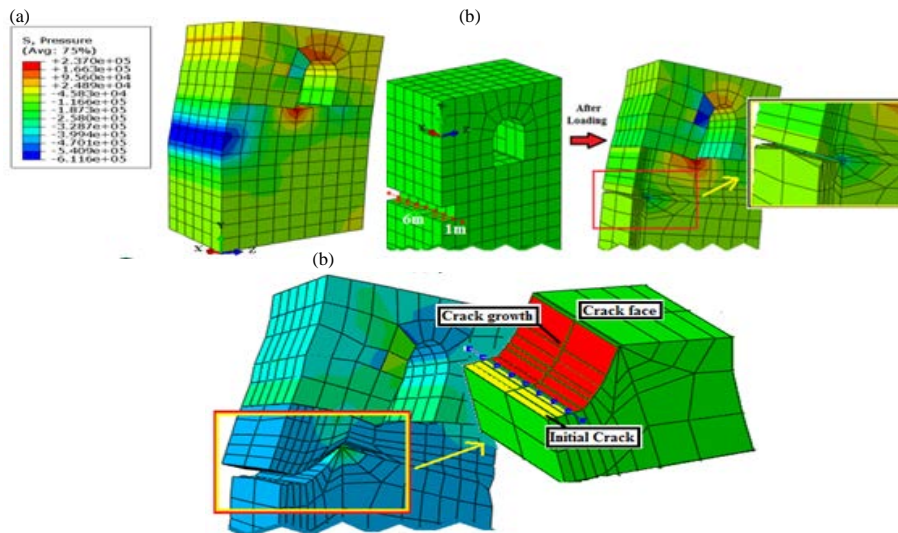 (a)
S, Pressure
(Avg: 75%)
+2.370e+05
+1.663e+05
+9.560e+04
+2.489e+04
-4.583e+04
-1.166e+05
-1.873e+05
-2.580e+05
-3.287e+05
-3.994e+05
-4.701e+05
-5.409e+05
-6.116e+05
X
Y
Z
(b)
After
Loading
6m
1m
(b)
Crack growth
Crack face
Initial Crack